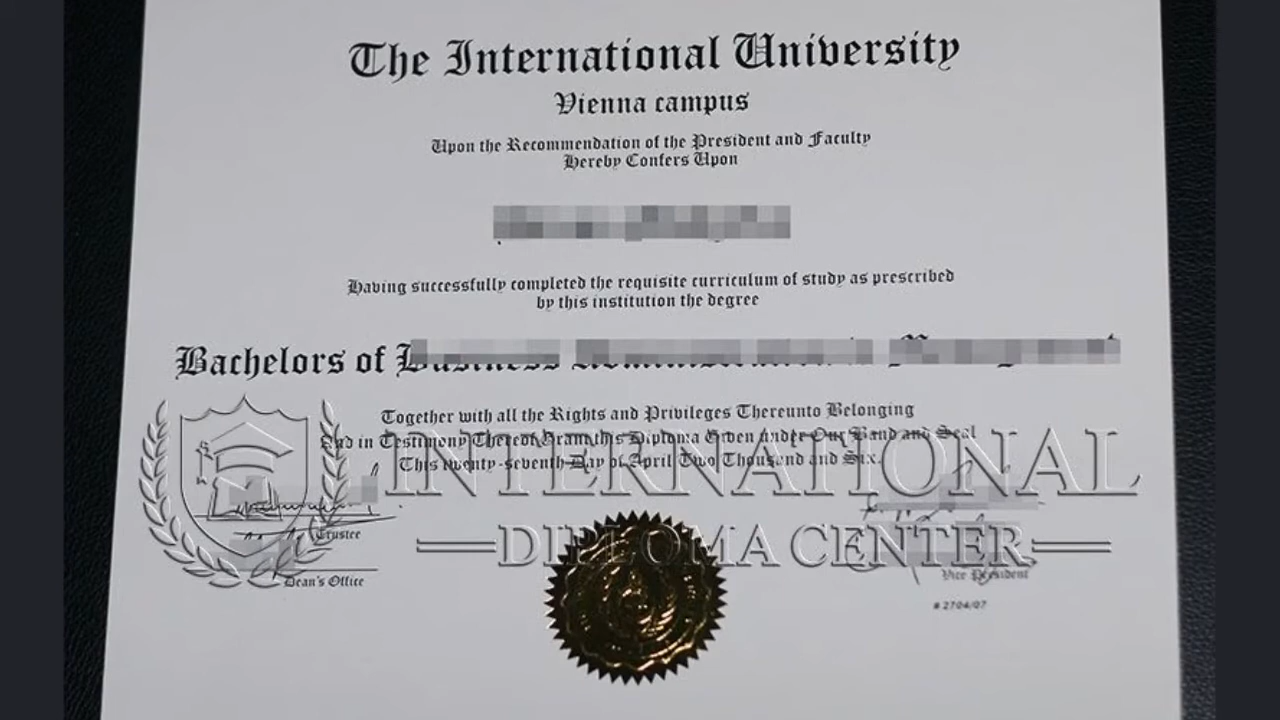 The International University
Vienna campus
Upon the Recommendation of the President and Faculty
Hereby Confers Upon
Having successfully completed the requisite curriculum of study as prescribed
by this institution the degree
Bachelors of
Together with all the Rights and Privileges Thereunto Belonging
And in Testimony Thereof Grant this Diploma Given under Our Hand and Seal
This twenty-seventh Day of April Two Thousand and Six.
INTERNATIONAL
DIPLOMA CENTER
Trustee
Dean's Office
Vice President
# 2704/07